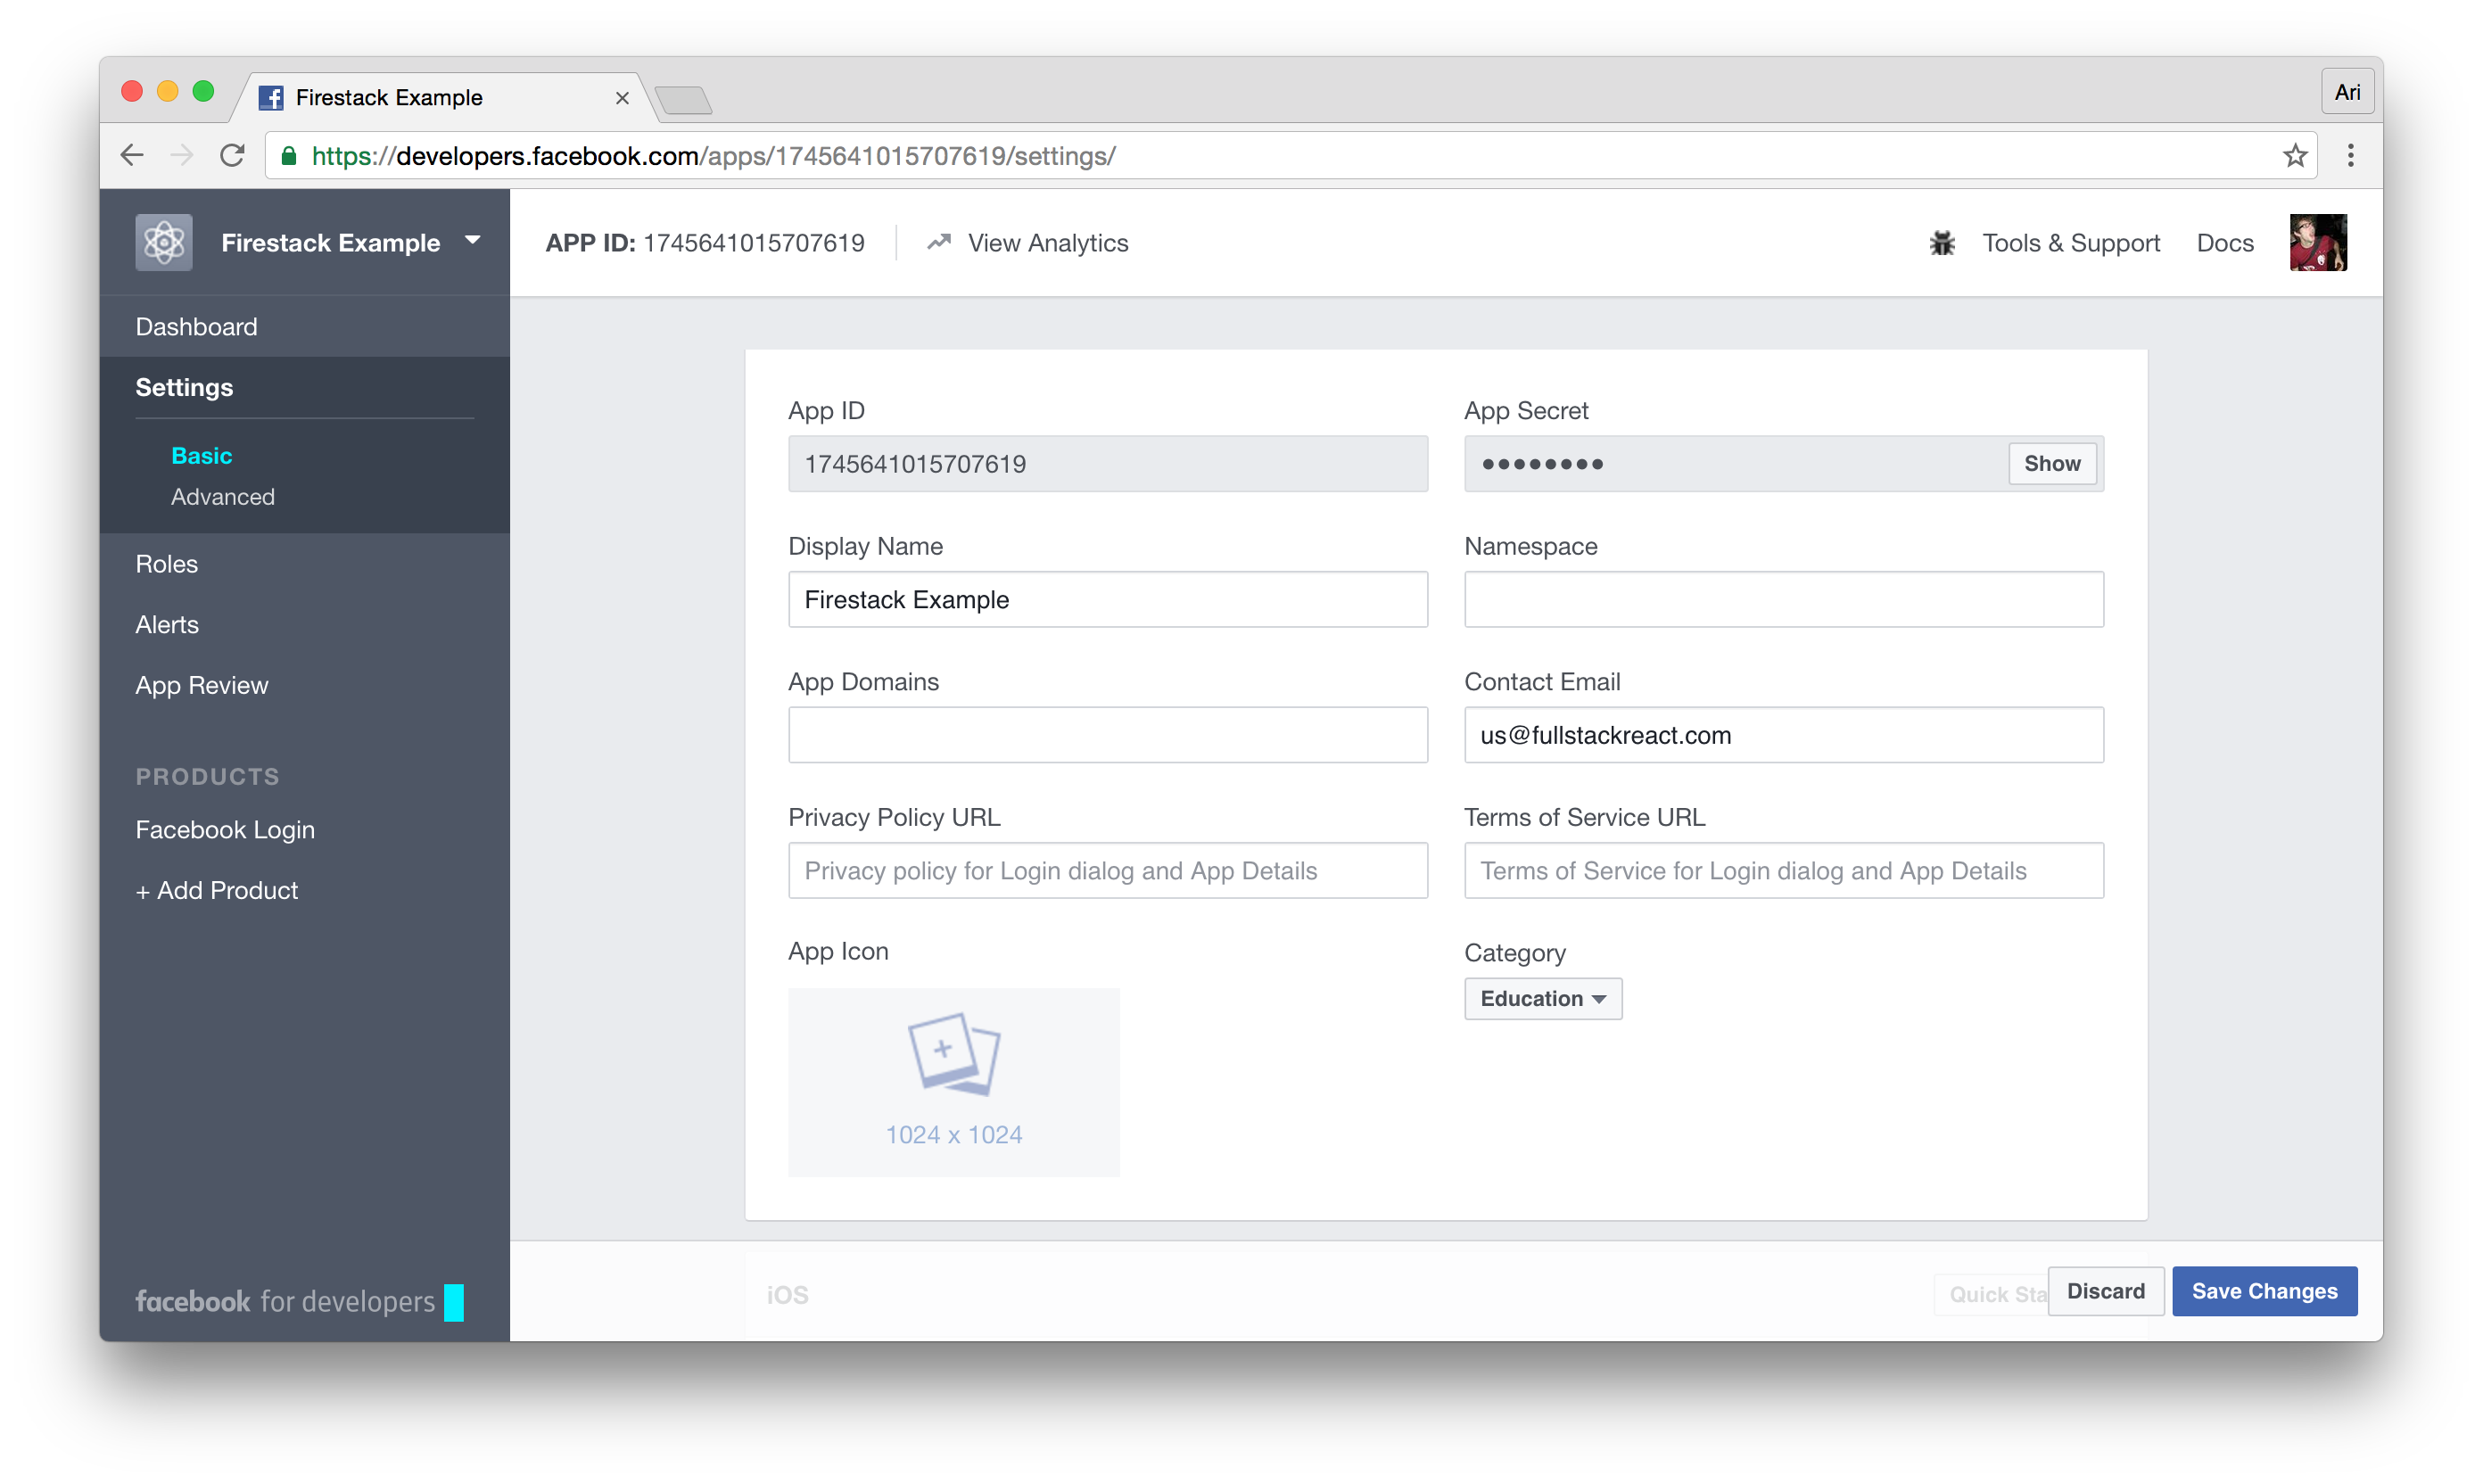 Firestack Example
Ari
https://developers.facebook.com/apps/1745641015707619/settings/
Firestack Example
APP ID: 1745641015707619
View Analytics
Tools & Support
Docs
Dashboard
Settings
Basic
Advanced
Roles
Alerts
App Review
PRODUCTS
Facebook Login
+ Add Product
facebook for developers
App ID
1745641015707619
App Secret
••••••••
Show
Display Name
Firestack Example
Namespace
App Domains
Contact Email
us@fullstackreact.com
Privacy Policy URL
Privacy policy for Login dialog and App Details
Terms of Service URL
Terms of Service for Login dialog and App Details
App Icon
1024 x 1024
Category
Education
iOS
Quick Sta
Discard
Save Changes